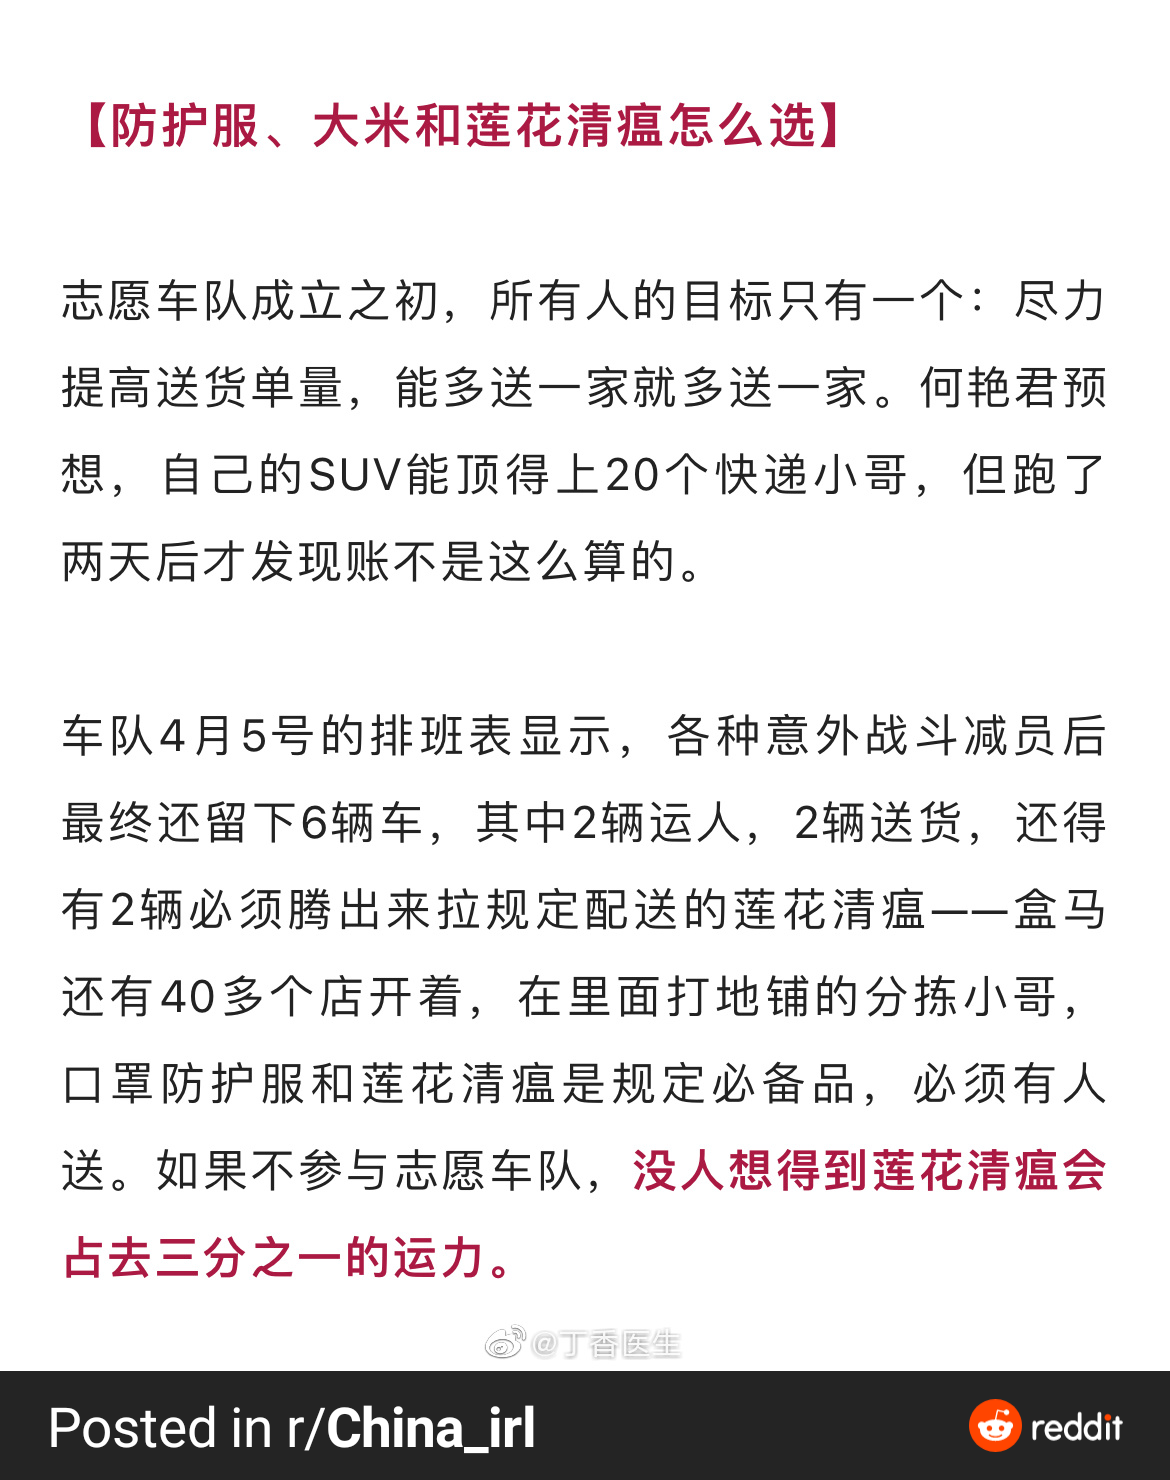 【防护服、大米和莲花清瘟怎么选】
志愿车队成立之初，所有人的目标只有一个：尽力
提高送货单量，能多送一家就多送一家。何艳君预
想，自己的SUV能顶得上20个快递小哥，但跑了
两天后才发现账不是这么算的。
车队4月5号的排班表显示，各种意外战斗减员后
最终还留下6辆车，其中2辆运人，2辆送货，还得
有2辆必须腾出来拉规定配送的莲花清瘟——盒马
还有40多个店开着，在里面打地铺的分拣小哥，
口罩防护服和莲花清瘟是规定必备品，必须有人
送。如果不参与志愿车队，没人想得到莲花清瘟会
占去三分之一的运力。
@丁香医生
Posted in r/China_irl
reddit